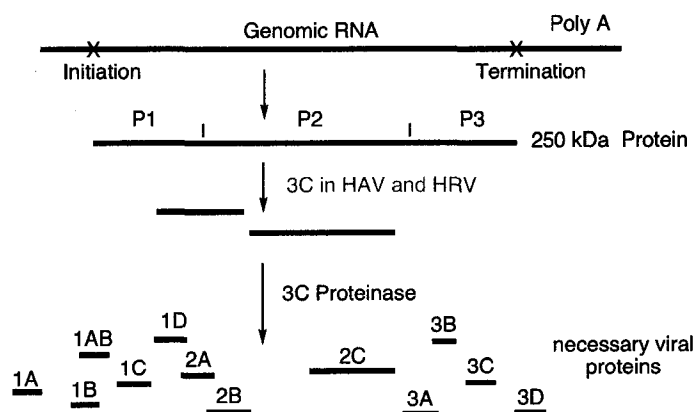 Genomic RNA
Poly A
X
X
Initiation
Termination
P1
P2
P3
250 kDa Protein
3C in HAV and HRV
3C Proteinase
1D
3B
1AB
necessary viral
proteins
1C
2A
2C
3C
1A
1B
2B
3A
3D